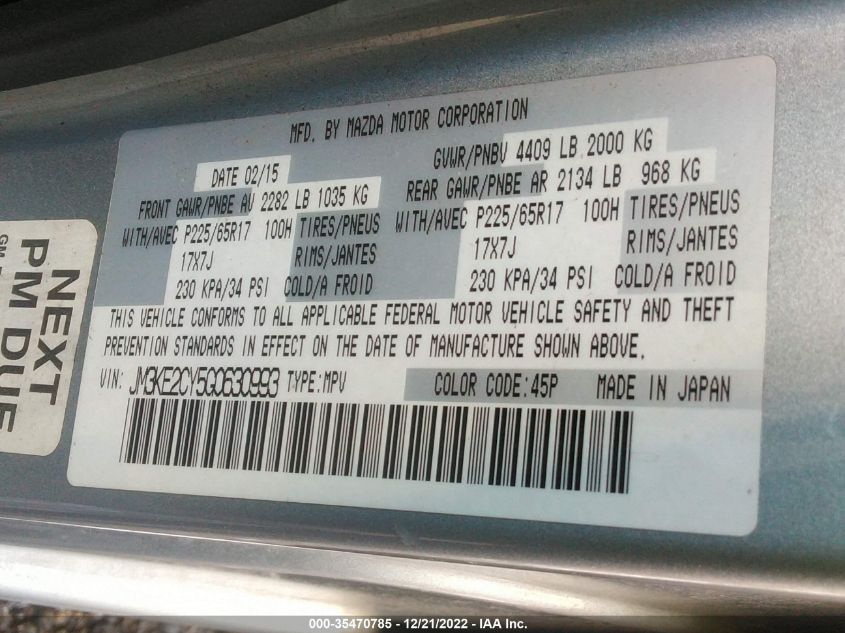 MFD. BY MAZDA MOTOR CORPORATION
DATE 02/15 GVWR/PNBV 4409 LB 2000 KG
FRONT GAWR/PNBE AV 2282 LB 1035 KG REAR GAWR/PNBE AR 2134 LB 968 KG
WITH/AVEC P225/65R17 100H TIRES/PNEUS WITH/AVEC P225/65R17 100H TIRES/PNEUS
17X7J RIMS/JANTES 17X7J RIMS/JANTES
230 KPA/34 PSI COLD/A FROID 230 KPA/34 PSI COLD/A FROID
THIS VEHICLE CONFORMS TO ALL APPLICABLE FEDERAL MOTOR VEHICLE SAFETY AND THEFT
PREVENTION STANDARDS IN EFFECT ON THE DATE OF MANUFACTURE SHOWN ABOVE.
VIN: JM3KE2CY5G0630993 TYPE:MPV COLOR CODE:45P MADE IN JAPAN
NEXT
PM DUE
000-35470785 - 12/21/2022 - IAA Inc.